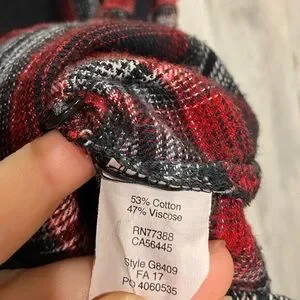 53% Cotton
47% Viscose
RN77388
CA56445
Style G8409
FA 17
PO 4060535